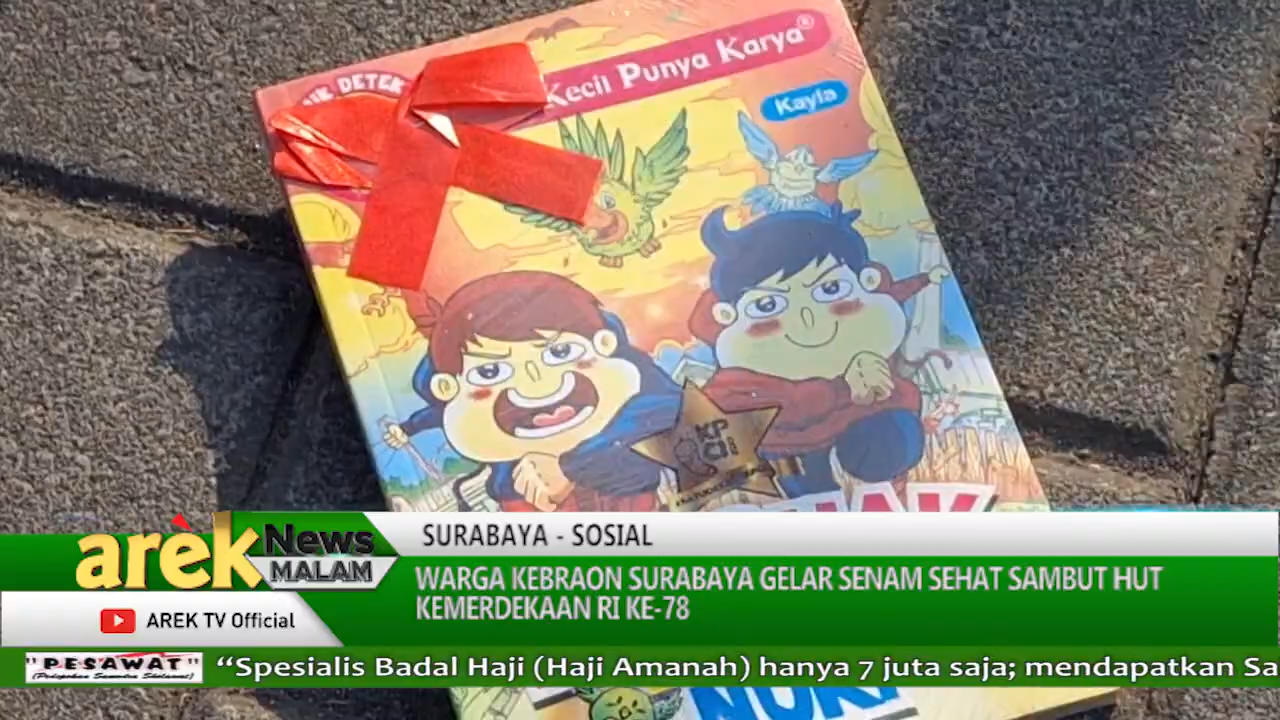 Kecil Punya Karya®
Kayla
SURABAYA - SOSIAL
arek News
MALAM
WARGA KEBRAON SURABAYA GELAR SENAM SEHAT SAMBUT HUT
KEMERDEKAAN RI KE-78
AREK TV Official
"PESAWAT"
“Spesialis Badal Haji (Haji Amanah) hanya 7 juta saja; mendapatkan Sa